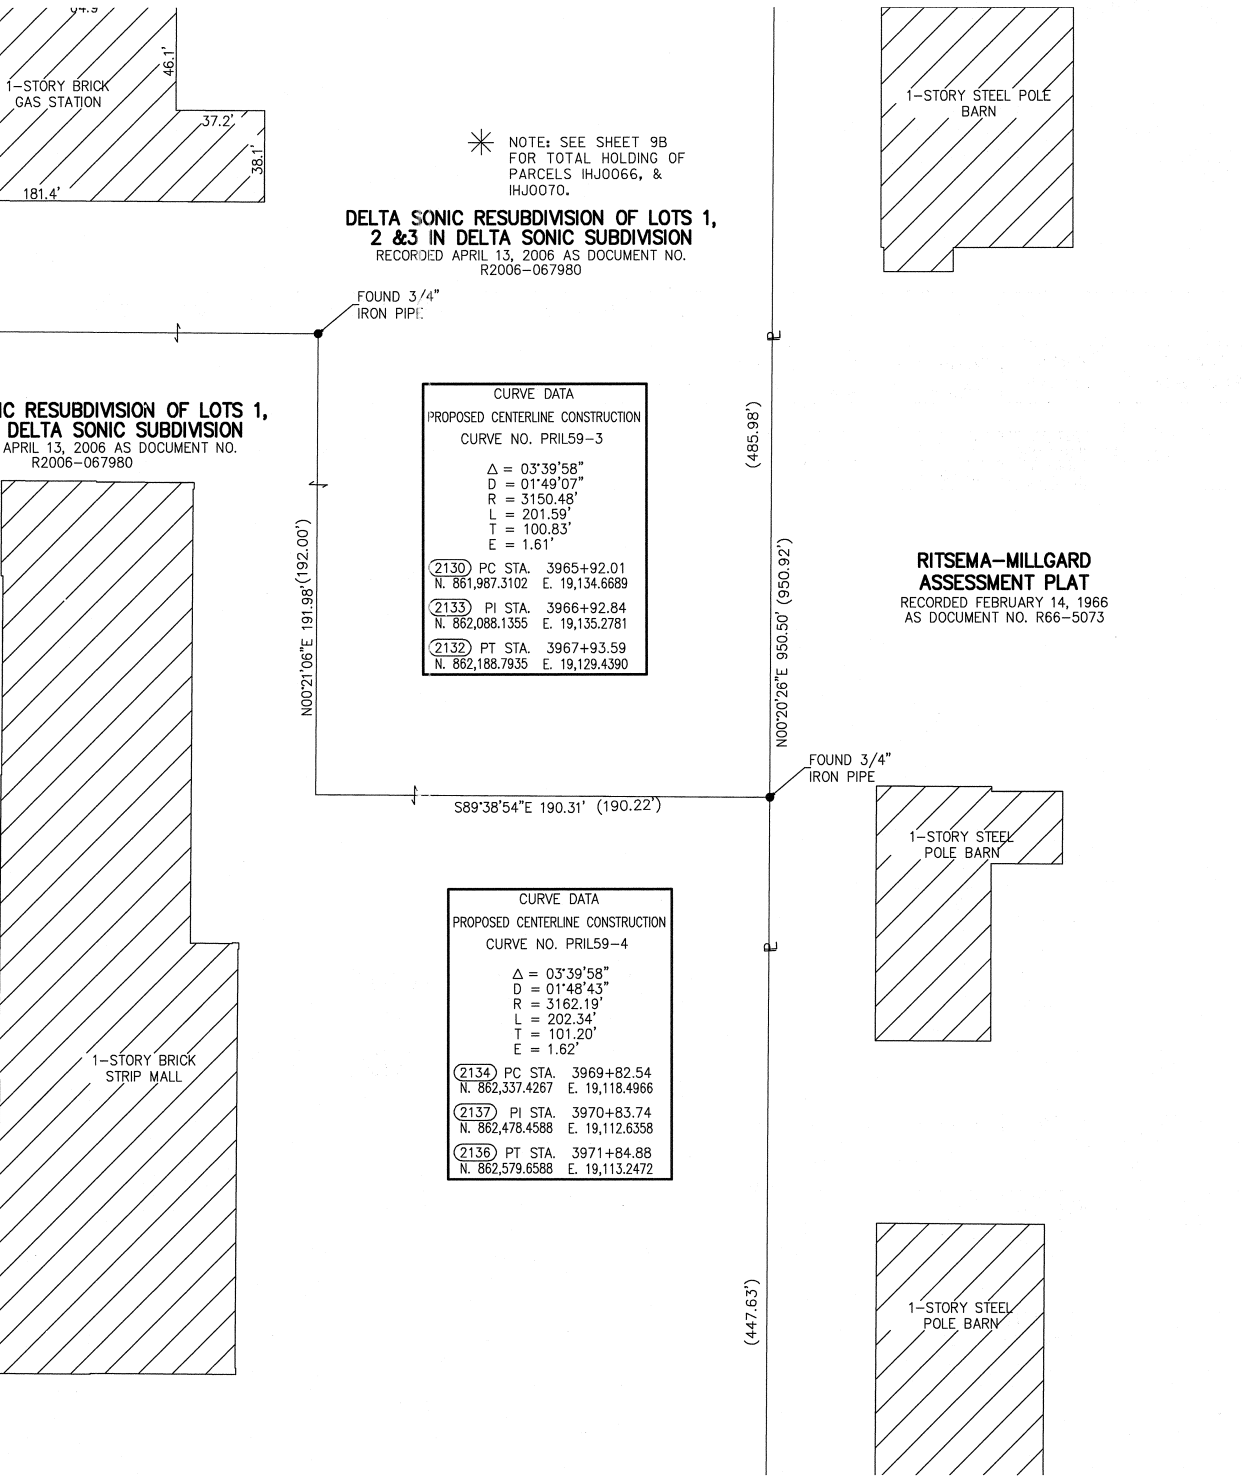 64.9
46.1'
1-STORY BRICK
GAS STATION
37.2'
38.1'
181.4'
NOTE: SEE SHEET 9B
FOR TOTAL HOLDING OF
PARCELS IHJ0066, &
IHJ0070.
DELTA SONIC RESUBDIVISION OF LOTS 1,
2 &3 IN DELTA SONIC SUBDIVISION
RECORDED APRIL 13, 2006 AS DOCUMENT NO.
R2006-067980
1-STORY STEEL POLE
BARN
FOUND 3/4"
IRON PIPE
IC RESUBDIVISION OF LOTS 1,
DELTA SONIC SUBDIVISION
APRIL 13, 2006 AS DOCUMENT NO.
R2006-067980
CURVE DATA
PROPOSED CENTERLINE CONSTRUCTION
CURVE NO. PRIL59-3
Δ = 03°39'58"
D = 01°49'07"
R = 3150.48'
L = 201.59'
T = 100.83'
E = 1.61'
2130 PC STA. 3965+92.01
N. 861,987.3102 E. 19,134.6689
2133 PI STA. 3966+92.84
N. 862,088.1355 E. 19,135.2781
2132 PT STA. 3967+93.59
N. 862,188.7935 E. 19,129.4390
N00°21'06"E 191.98' (192.00')
PL
(485.98')
N00°20'26"E 950.50' (950.92')
RITSEMA-MILLGARD
ASSESSMENT PLAT
RECORDED FEBRUARY 14, 1966
AS DOCUMENT NO. R66-5073
FOUND 3/4"
IRON PIPE
S89°38'54"E 190.31' (190.22')
1-STORY STEEL
POLE BARN
CURVE DATA
PROPOSED CENTERLINE CONSTRUCTION
CURVE NO. PRIL59-4
Δ = 03°39'58"
D = 01°48'43"
R = 3162.19'
L = 202.34'
T = 101.20'
E = 1.62'
2134 PC STA. 3969+82.54
N. 862,337.4267 E. 19,118.4966
2137 PI STA. 3970+83.74
N. 862,478.4588 E. 19,112.6358
2136 PT STA. 3971+84.88
N. 862,579.6588 E. 19,113.2472
PL
1-STORY BRICK
STRIP MALL
(447.63')
1-STORY STEEL
POLE BARN